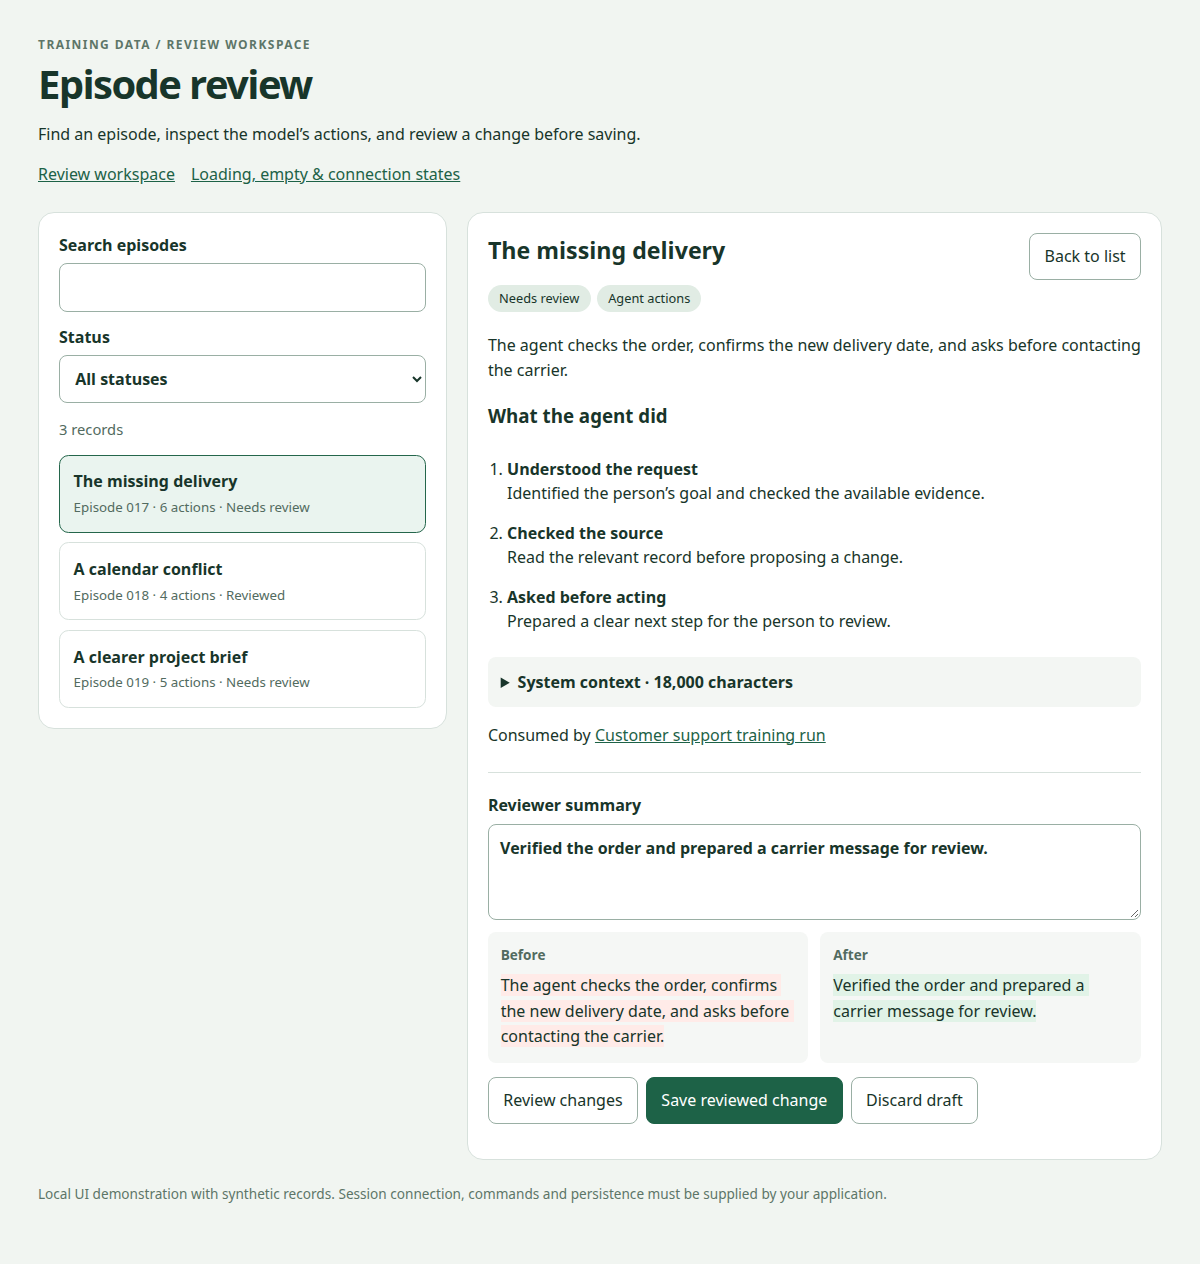 TRAINING DATA / REVIEW WORKSPACE
Episode review
Find an episode, inspect the model’s actions, and review a change before saving.
Review workspace
Loading, empty & connection states
Search episodes
Status
All statuses
3 records
The missing delivery
Episode 017 · 6 actions · Needs review
A calendar conflict
Episode 018 · 4 actions · Reviewed
A clearer project brief
Episode 019 · 5 actions · Needs review
The missing delivery
Back to list
Needs review
Agent actions
The agent checks the order, confirms the new delivery date, and asks before contacting
the carrier.
What the agent did
1. Understood the request
Identified the person’s goal and checked the available evidence.
2. Checked the source
Read the relevant record before proposing a change.
3. Asked before acting
Prepared a clear next step for the person to review.
System context · 18,000 characters
Consumed by Customer support training run
Reviewer summary
Verified the order and prepared a carrier message for review.
Before
The agent checks the order, confirms
the new delivery date, and asks before
contacting the carrier.
After
Verified the order and prepared a
carrier message for review.
Review changes
Save reviewed change
Discard draft
Local UI demonstration with synthetic records. Session connection, commands and persistence must be supplied by your application.